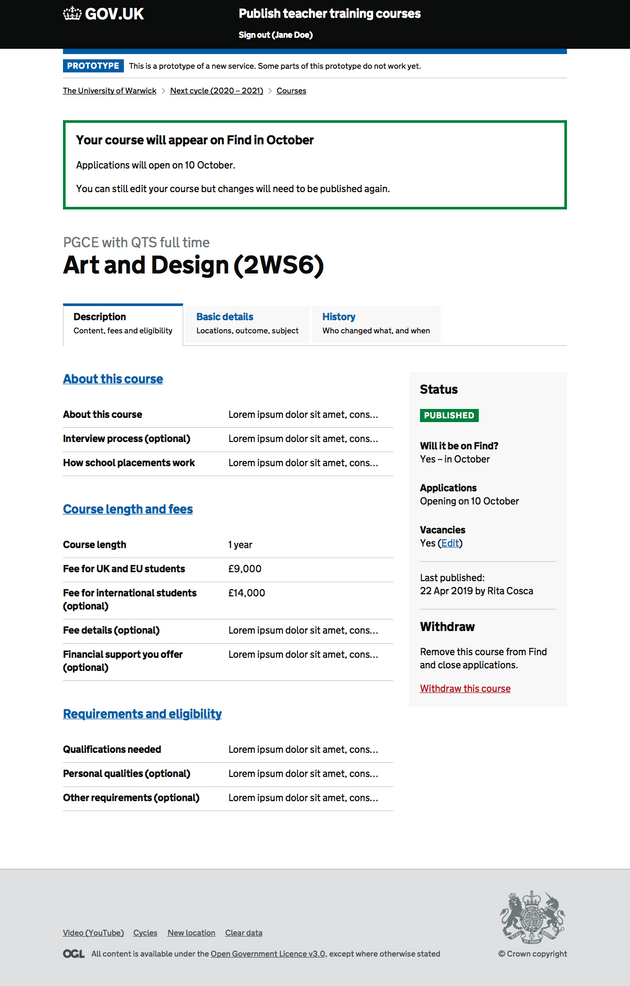 GOV.UK
Publish teacher training courses
Sign out (Jane Doe)
PROTOTYPE This is a prototype of a new service. Some parts of this prototype do not work yet.
The University of Warwick > Next cycle (2020 – 2021) > Courses
Your course will appear on Find in October
Applications will open on 10 October.
You can still edit your course but changes will need to be published again.
PGCE with QTS full time
Art and Design (2WS6)
Description
Content, fees and eligibility
Basic details
Locations, outcome, subject
History
Who changed what, and when
About this course
About this course Lorem ipsum dolor sit amet, cons…
Interview process (optional) Lorem ipsum dolor sit amet, cons…
How school placements work Lorem ipsum dolor sit amet, cons…
Course length and fees
Course length 1 year
Fee for UK and EU students £9,000
Fee for international students £14,000
(optional)
Fee details (optional) Lorem ipsum dolor sit amet, cons…
Financial support you offer Lorem ipsum dolor sit amet, cons…
(optional)
Requirements and eligibility
Qualifications needed Lorem ipsum dolor sit amet, cons…
Personal qualities (optional) Lorem ipsum dolor sit amet, cons…
Other requirements (optional) Lorem ipsum dolor sit amet, cons…
Status
PUBLISHED
Will it be on Find?
Yes – in October
Applications
Opening on 10 October
Vacancies
Yes (Edit)
Last published:
22 Apr 2019 by Rita Cosca
Withdraw
Remove this course from Find
and close applications.
Withdraw this course
Video (YouTube) Cycles New location Clear data
OGL All content is available under the Open Government Licence v3.0, except where otherwise stated
© Crown copyright